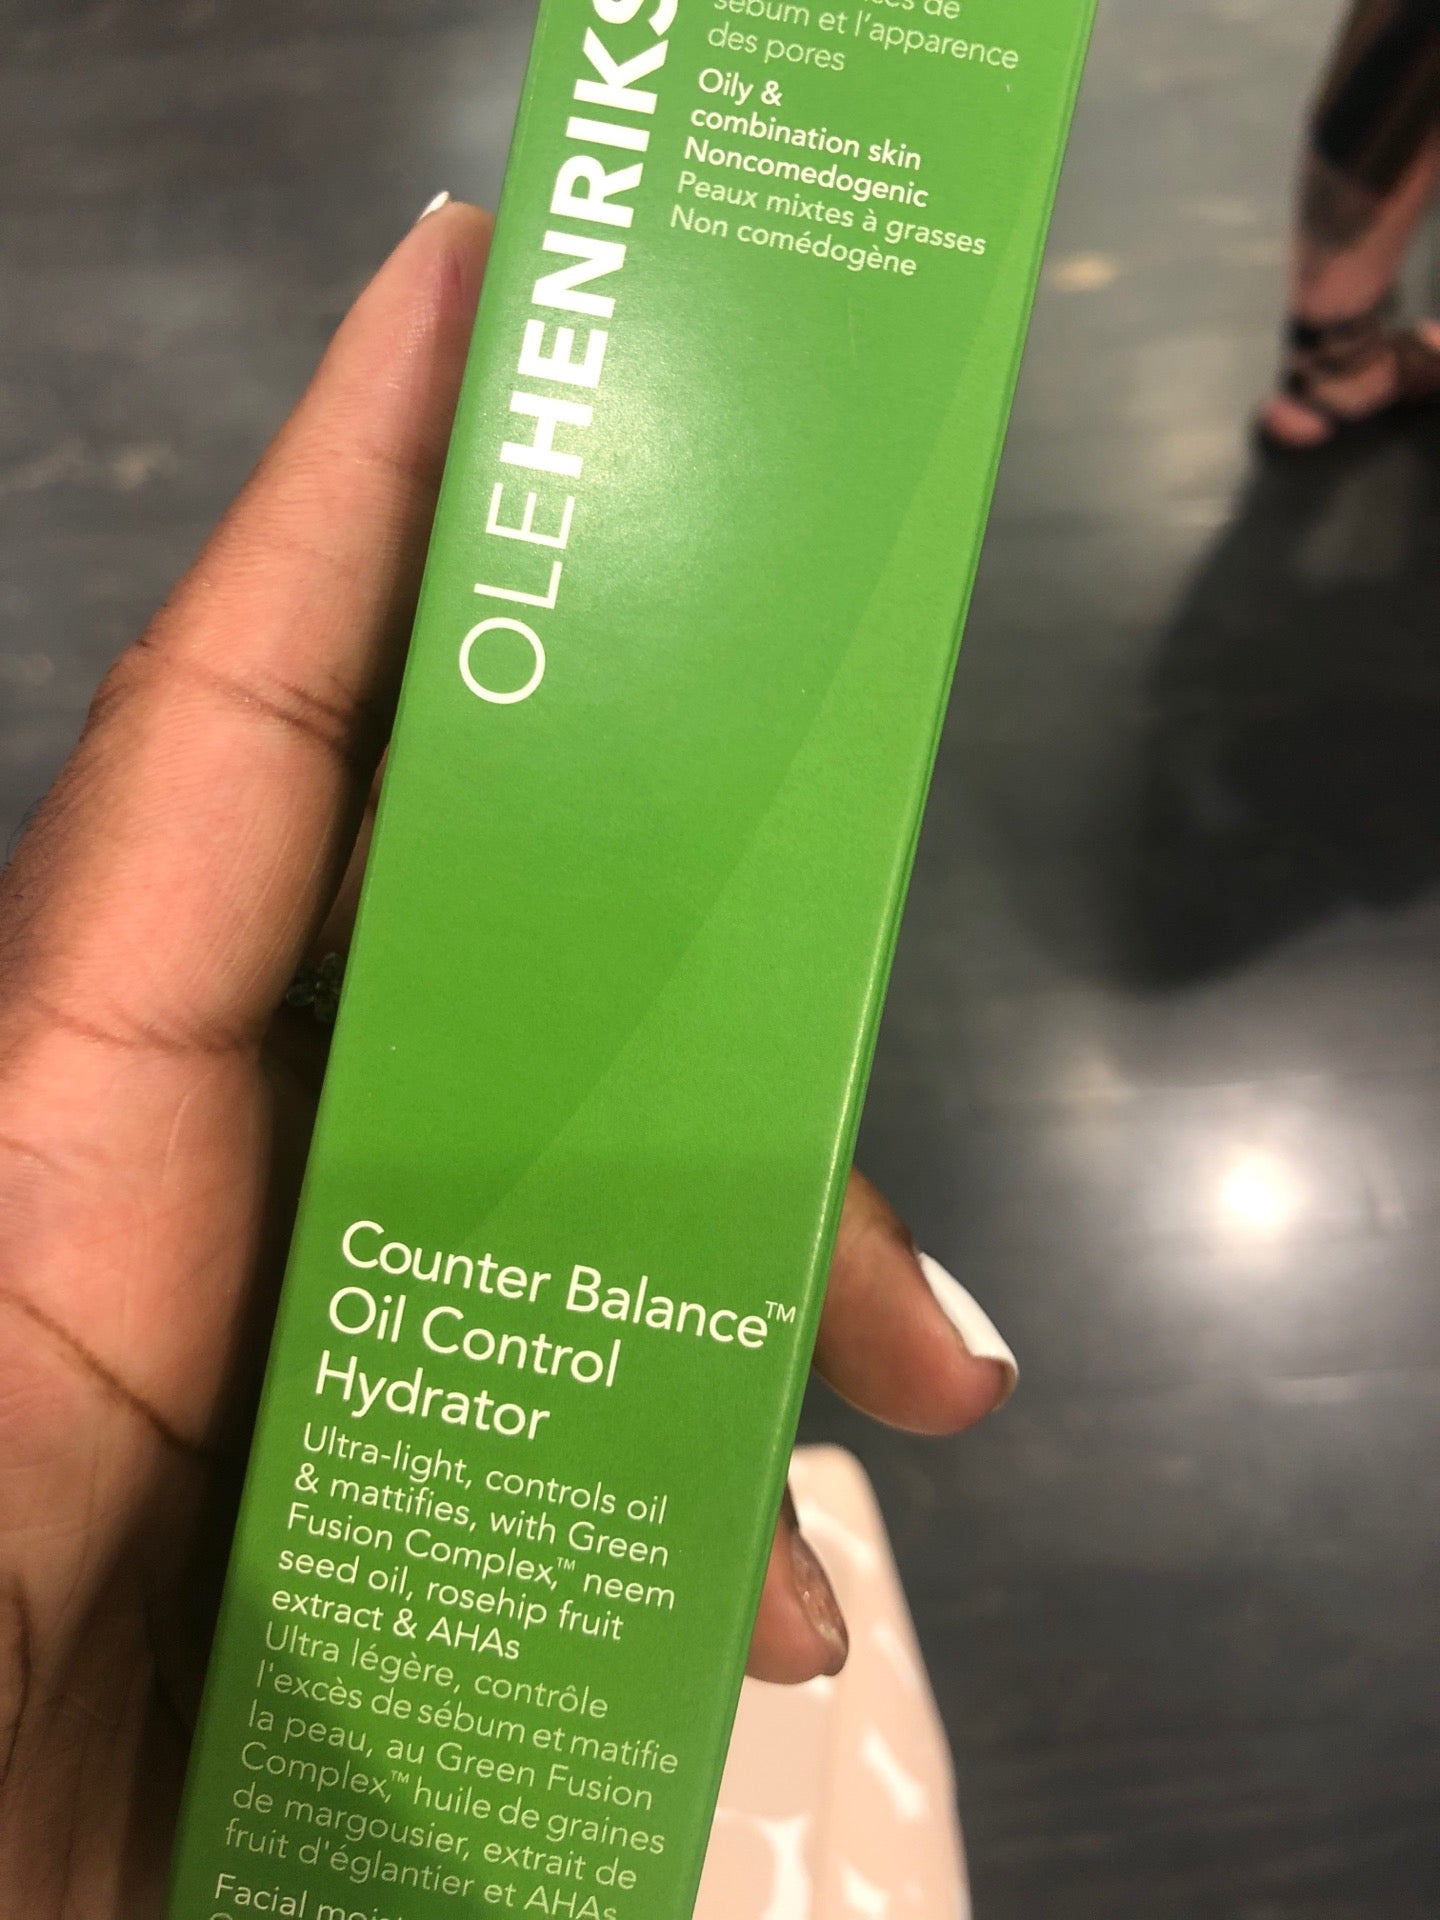 OLEHENRIKS
de
sébum et l'apparence
des pores
Oily &
combination skin
Noncomedogenic
Peaux mixtes à grasses
Non comédogène
Counter Balance™
Oil Control
Hydrator
Ultra-light, controls oil
& mattifies, with Green
Fusion Complex,™ neem
seed oil, rosehip fruit
extract & AHAs
Ultra légère, contrôle
l'excès de sébum et matifie
la peau, au Green Fusion
Complex,™ huile de graines
de margousier, extrait de
fruit d'églantier et AHAs
Facial